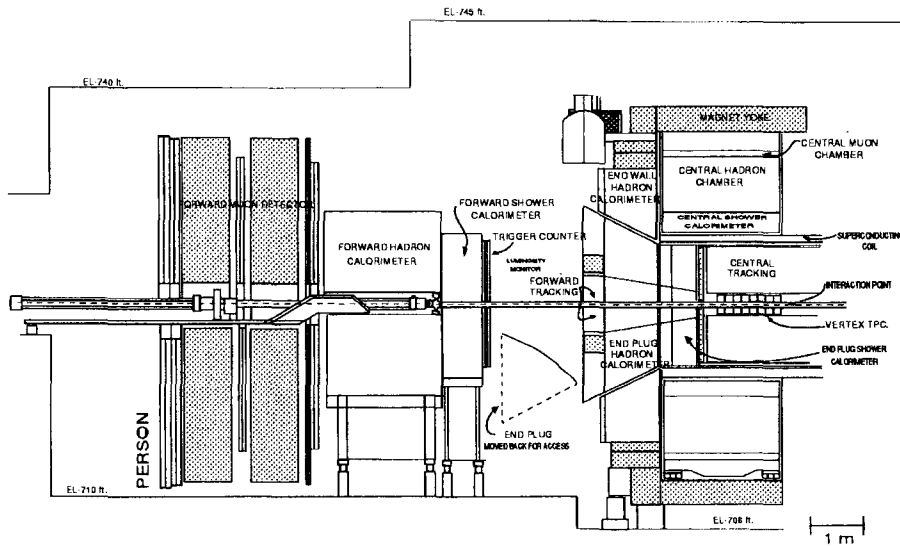 EL-745 ft.
EL-740 ft.
MAGNET YOKE
CENTRAL MUON
CHAMBER
END WALL
HADRON
CALORIMETER
CENTRAL HADRON
CHAMBER
FORWARD MUON DETECTOR
FORWARD SHOWER
CALORIMETER
CENTRAL SHOWER
CALORIMETER
SUPERCONDUCTING
COIL
FORWARD HADRON
CALORIMETER
TRIGGER COUNTER
LUMINOSITY
MONITOR
CENTRAL
TRACKING
FORWARD
TRACKING
INTERACTION POINT
VERTEX TPC.
END PLUG
HADRON
CALORIMETER
END PLUG SHOWER
CALORIMETER
PERSON
END PLUG
MOVED BACK FOR ACCESS
EL-710 ft.
EL-706 ft.
1 m